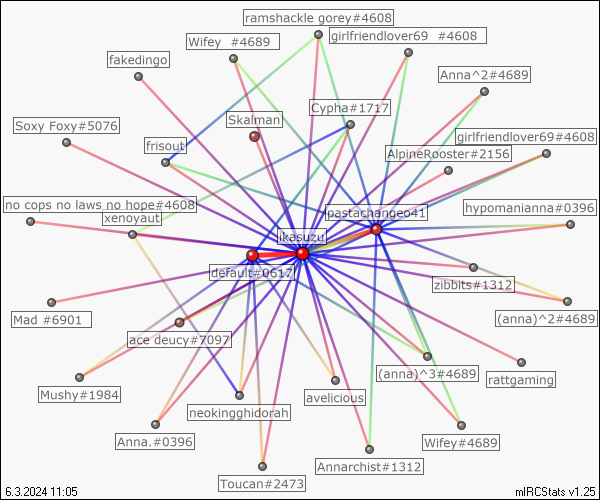 ramshackle gorey#4608
girlfriendlover69 #4608
Wifey #4689
fakedingo
Anna^2#4689
Cypha#1717
Skalman
Soxy Foxy#5076
girlfriendlover69#4608
frisout
AlpineRooster#2156
no cops no laws no hope#4608
xenoyaut
pastachangeo41
hypomanianna#0396
ikasuzu
default#0617
zibbits#1312
Mad #6901
(anna)^2#4689
ace deucy#7097
(anna)^3#4689
rattgaming
Mushy#1984
avelicious
neokingghidorah
Anna.#0396
Wifey#4689
Annarchist#1312
Toucan#2473
6.3.2024 11:05
mIRCStats v1.25